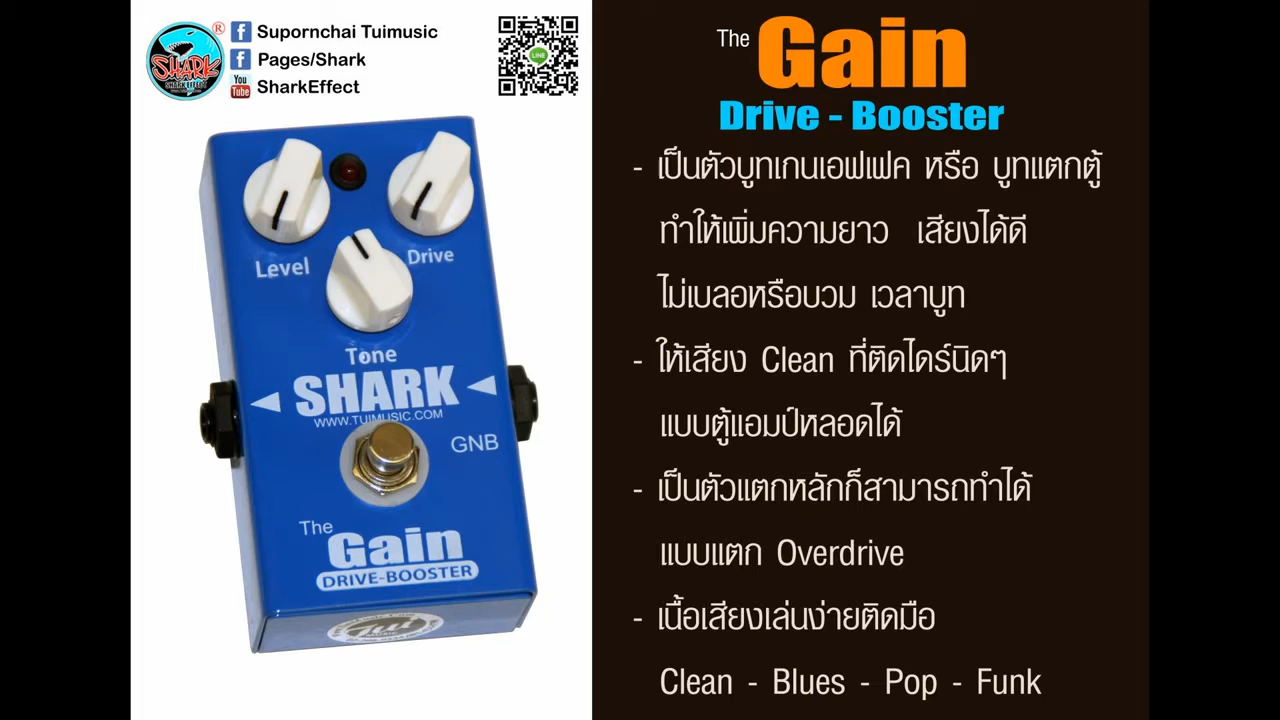 SHARK
SHARKEFFECT
®
Supornchai Tuimusic
Pages/Shark
You Tube SharkEffect
LINE
The Gain
Drive - Booster
- เป็นตัวบูทเกนเอฟเฟค หรือ บูทแตกตู้
ทำให้เพิ่มความยาว เสียงได้ดี
ไม่เบลอหรือบวม เวลาบูท
- ให้เสียง Clean ที่ติดไดร์นิดๆ
แบบตู้แอมป์หลอดได้
- เป็นตัวแตกหลักก็สามารถทำได้
แบบแตก Overdrive
- เนื้อเสียงเล่นง่ายติดมือ
Clean - Blues - Pop - Funk
Level
Drive
Tone
SHARK
WWW.TUIMUSIC.COM
GNB
The Gain
DRIVE-BOOSTER
Tui